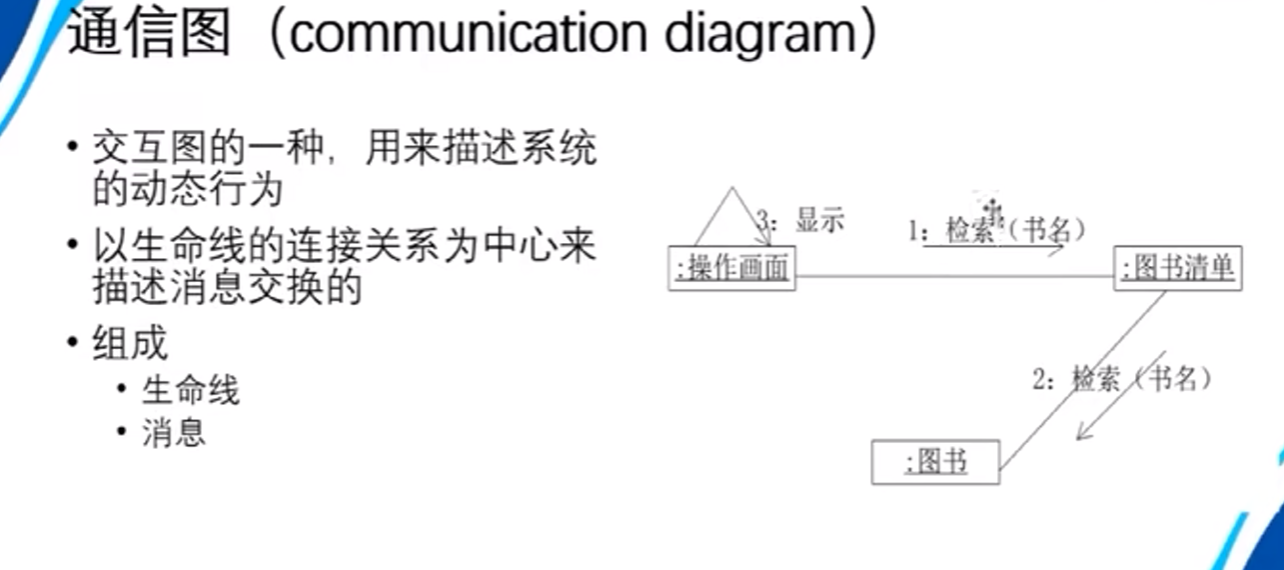 通信图（communication diagram）
• 交互图的一种，用来描述系统
的动态行为
• 以生命线的连接关系为中心来
描述消息交换的
• 组成
• 生命线
• 消息
3：显示
1：检索（书名）
:操作画面
:图书清单
2：检索（书名）
:图书